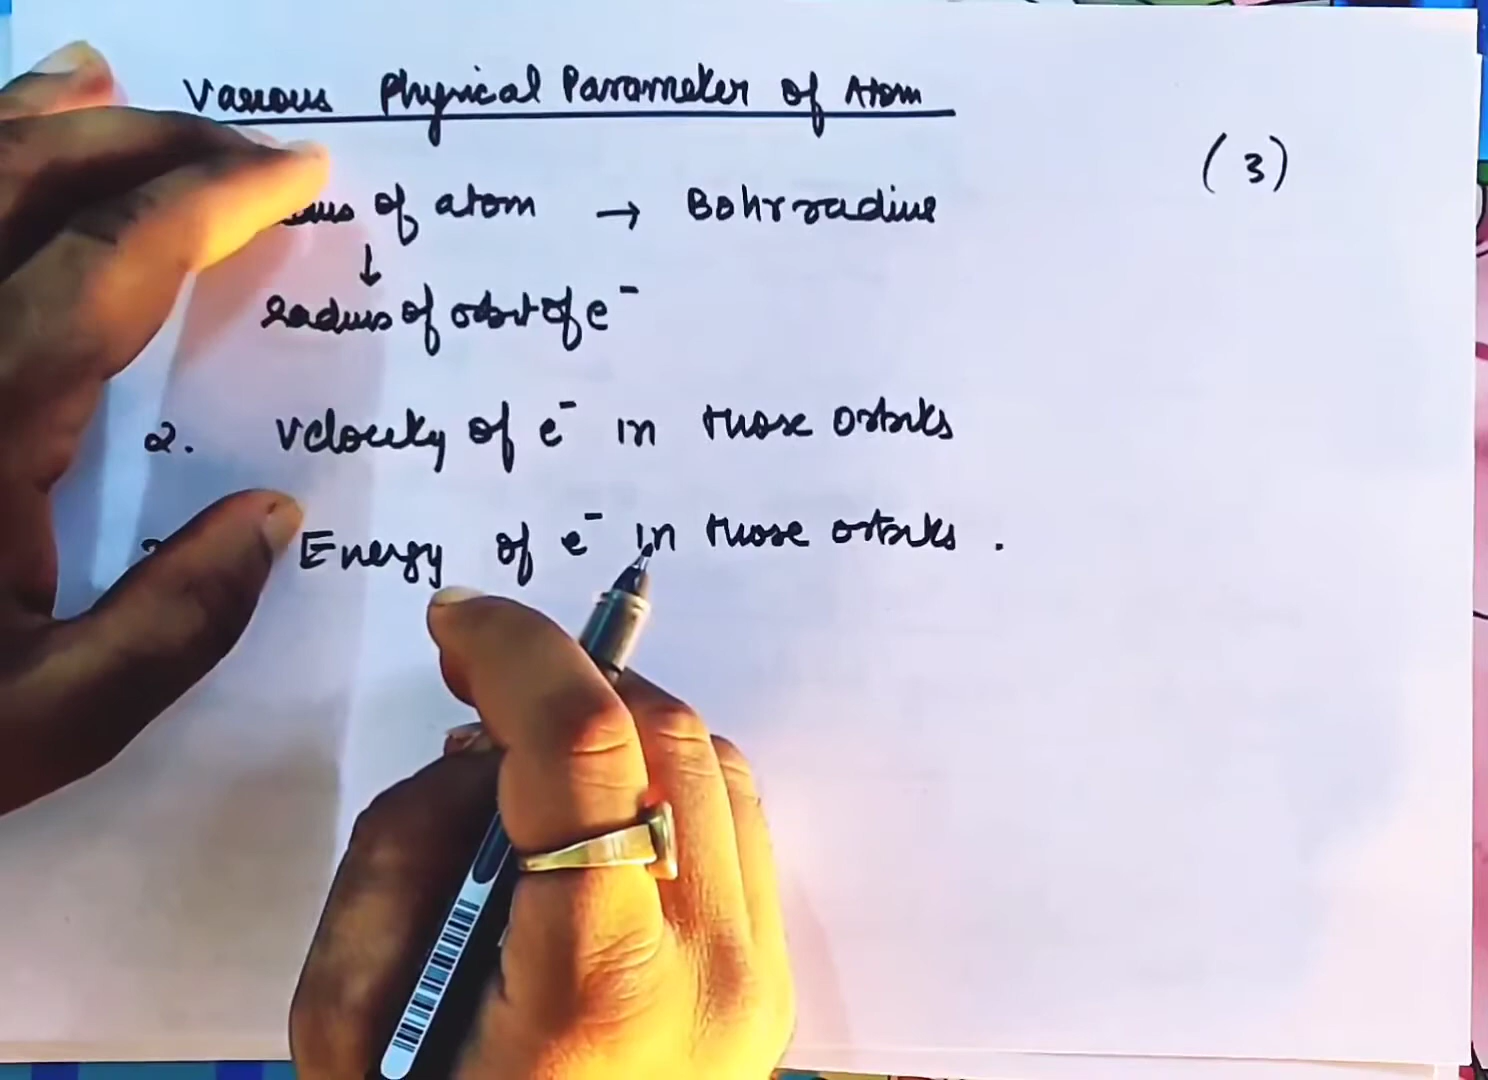 Various Physical Parameter of Atom
(3)
of atom → Bohr radius
↓
radius of orbit of e⁻
2. Velocity of e⁻ in those orbits
Energy of e⁻ in those orbits .